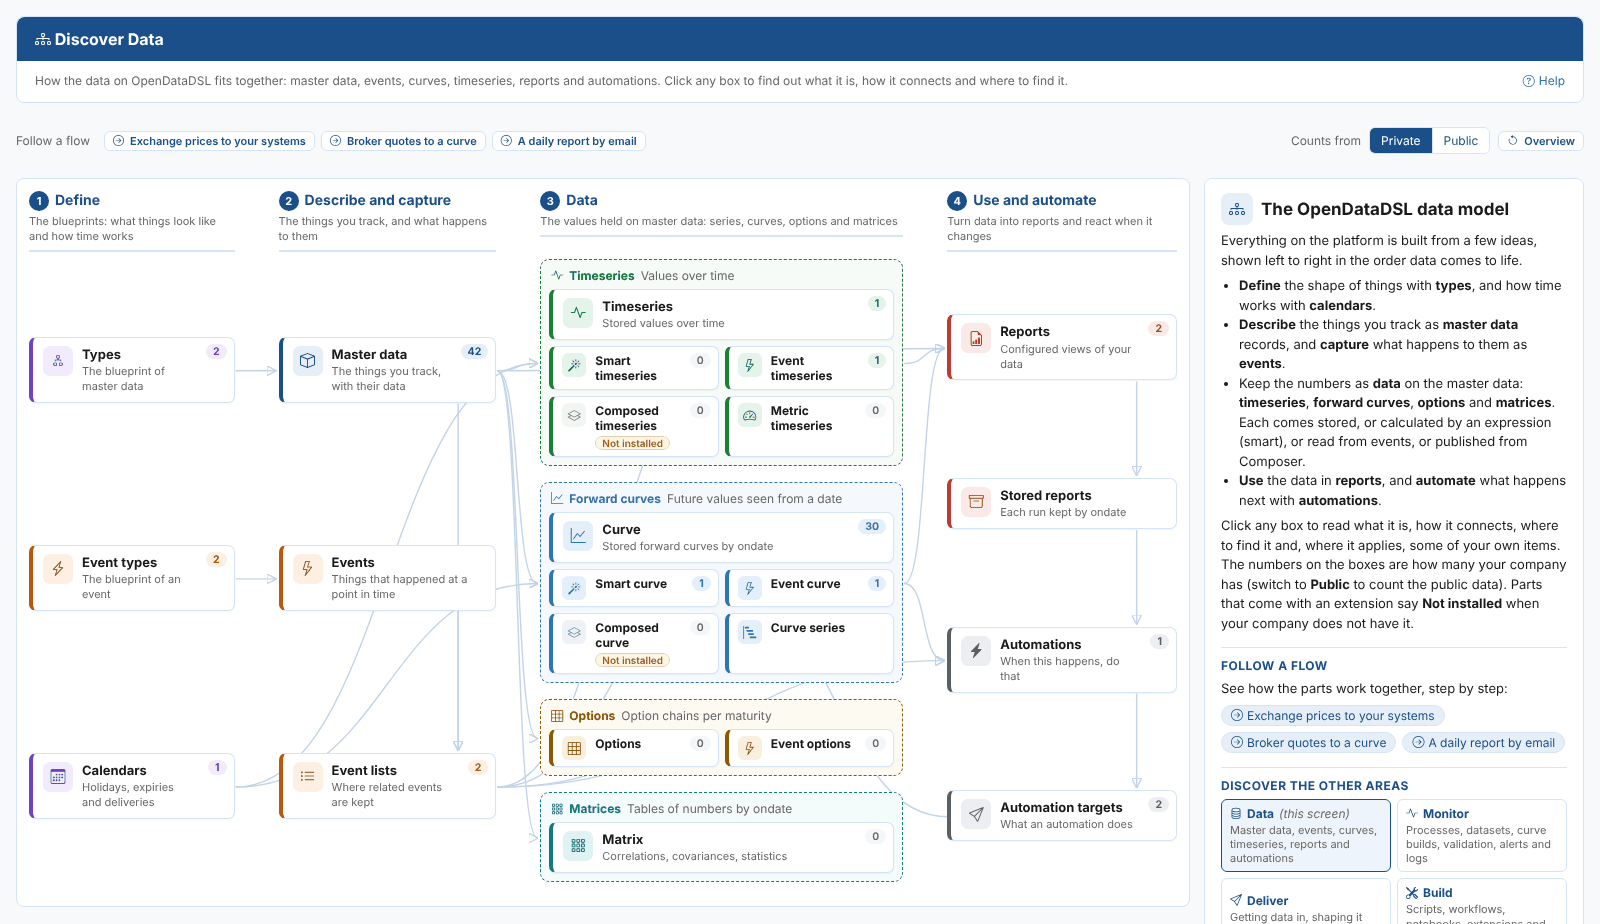 Discover Data
How the data on OpenDataDSL fits together: master data, events, curves, timeseries, reports and automations. Click any box to find out what it is, how it connects and where to find it.
Help
Follow a flow
Exchange prices to your systems
Broker quotes to a curve
A daily report by email
Counts from
Private
Public
Overview
1 Define
The blueprints: what things look like
and how time works
Types 2
The blueprint of
master data
Event types 2
The blueprint of an
event
Calendars 1
Holidays, expiries
and deliveries
2 Describe and capture
The things you track, and what happens
to them
Master data 42
The things you track,
with their data
Events
Things that happened at a
point in time
Event lists 2
Where related events
are kept
3 Data
The values held on master data: series, curves, options and matrices
Timeseries Values over time
Timeseries 1
Stored values over time
Smart
timeseries
0
Event
timeseries
1
Composed
timeseries
0
Not installed
Metric
timeseries
0
Forward curves Future values seen from a date
Curve 30
Stored forward curves by ondate
Smart curve 1
Event curve 1
Composed
curve
0
Not installed
Curve series
Options Option chains per maturity
Options 0
Event options 0
Matrices Tables of numbers by ondate
Matrix 0
Correlations, covariances, statistics
4 Use and automate
Turn data into reports and react when it
changes
Reports 2
Configured views of your
data
Stored reports
Each run kept by ondate
Automations 1
When this happens, do
that
Automation targets 2
What an automation does
The OpenDataDSL data model
Everything on the platform is built from a few ideas,
shown left to right in the order data comes to life.
• Define the shape of things with types, and how time
works with calendars.
• Describe the things you track as master data
records, and capture what happens to them as
events.
• Keep the numbers as data on the master data:
timeseries, forward curves, options and matrices.
Each comes stored, or calculated by an expression
(smart), or read from events, or published from
Composer.
• Use the data in reports, and automate what happens
next with automations.
Click any box to read what it is, how it connects, where
to find it and, where it applies, some of your own items.
The numbers on the boxes are how many your company
has (switch to Public to count the public data). Parts
that come with an extension say Not installed when
your company does not have it.
FOLLOW A FLOW
See how the parts work together, step by step:
Exchange prices to your systems
Broker quotes to a curve
A daily report by email
DISCOVER THE OTHER AREAS
Data (this screen)
Master data, events, curves,
timeseries, reports and
automations
Monitor
Processes, datasets, curve
builds, validation, alerts and
logs
Deliver
Getting data in, shaping it
Build
Scripts, workflows,
notebooks, extensions and